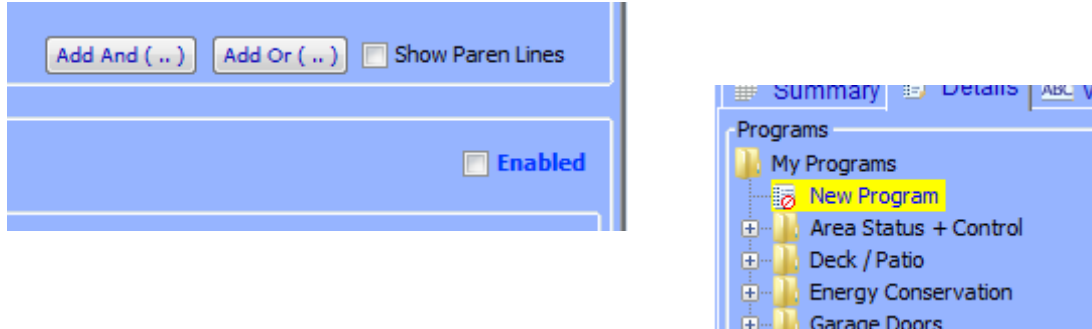 Add And ( .. ) Add Or ( .. ) Show Paren Lines
Enabled
Summary Details ABC
Programs
My Programs
New Program
Area Status + Control
Deck / Patio
Energy Conservation
Garage Doors